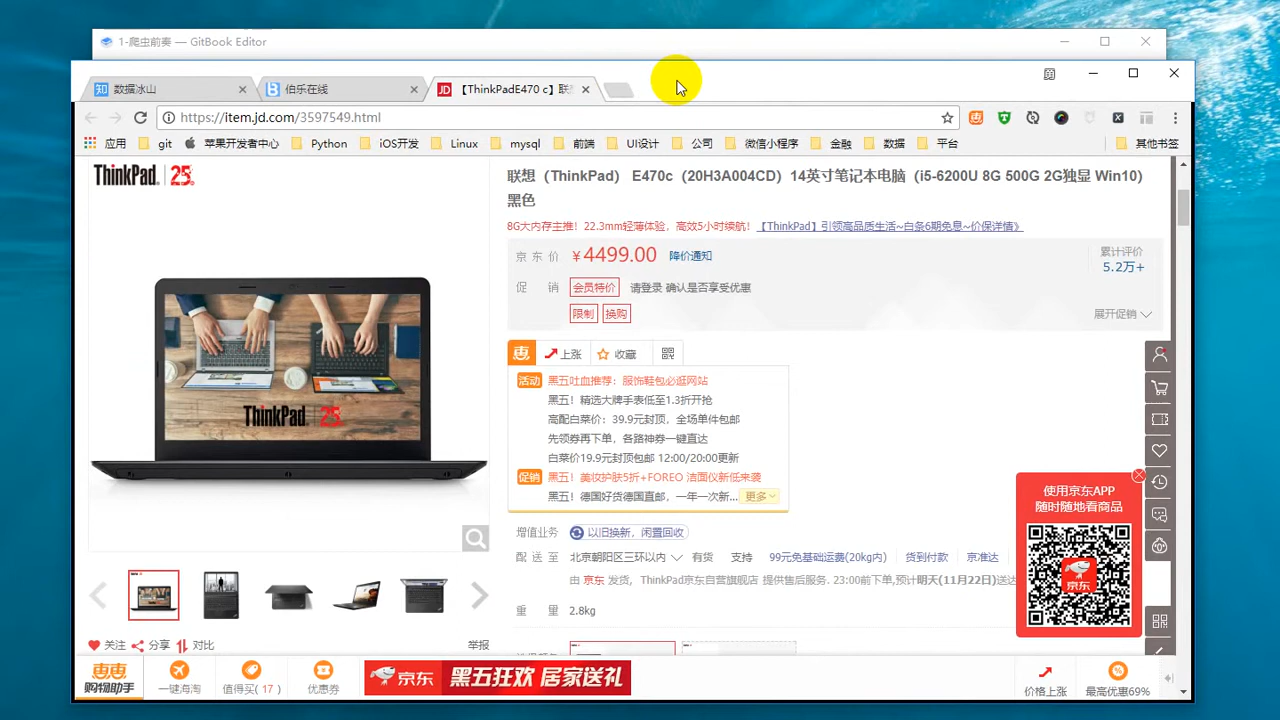 1-爬虫前奏 — GitBook Editor
数据冰山
伯乐在线
【ThinkPadE470 c】联
https://item.jd.com/3597549.html
应用 git 苹果开发者中心 Python iOS开发 Linux mysql 前端 UI设计 公司 微信小程序 金融 数据 平台 其他书签
ThinkPad 25
联想（ThinkPad） E470c（20H3A004CD）14英寸笔记本电脑（i5-6200U 8G 500G 2G独显 Win10）
黑色
8G大内存主推！22.3mm轻薄体验，高效5小时续航！【ThinkPad】引领高品质生活~白条6期免息~价保详情》
京东价 ￥4499.00 降价通知
累计评价
5.2万+
促销 会员特价 请登录 确认是否享受优惠
限制 换购
展开促销
惠 上涨 收藏
活动 黑五吐血推荐：服饰鞋包必逛网站
黑五！精选大牌手表低至1.3折开抢
高配白菜价：39.9元封顶，全场单件包邮
先领券再下单，各路神券一键直达
白菜价19.9元封顶包邮 12:00/20:00更新
促销 黑五！美妆护肤5折+FOREO 洁面仪新低来袭
黑五！德国好货德国直邮，一年一次新... 更多
ThinkPad 25
使用京东APP
随时随地看商品
京东
增值业务 以旧换新，闲置回收
配送至 北京朝阳区三环以内 有货 支持 99元免基础运费(20kg内) 货到付款 京准达
由 京东 发货，ThinkPad京东自营旗舰店 提供售后服务. 23:00前下单,预计明天(11月22日)送达
重量 2.8kg
关注 分享 对比 举报
惠惠
购物助手
一键海淘
值得买( 17 )
优惠券
京东 黑五狂欢 居家送礼
价格上涨
最高优惠69%